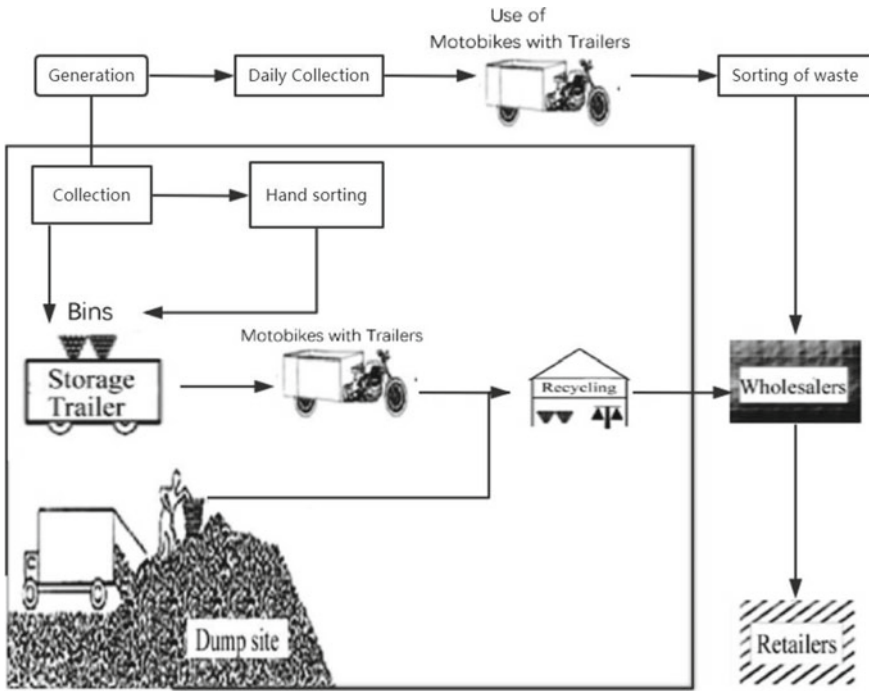 Use of
Motobikes with Trailers
Generation
Daily Collection
Sorting of waste
Collection
Hand sorting
Bins
Motobikes with Trailers
Storage
Trailer
Recycling
Wholesalers
Dump site
Retailers